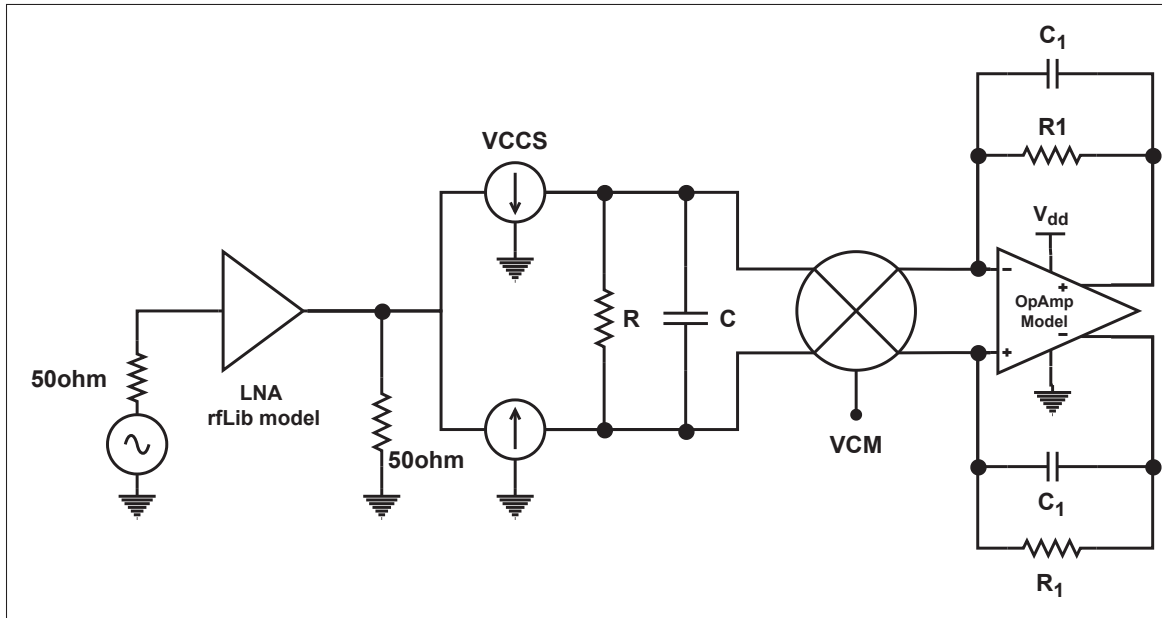 C1
R1
VCCS
Vdd
-
+
OpAmp
Model
-
+
R
C
50ohm
LNA
rfLib model
50ohm
VCM
C1
R1